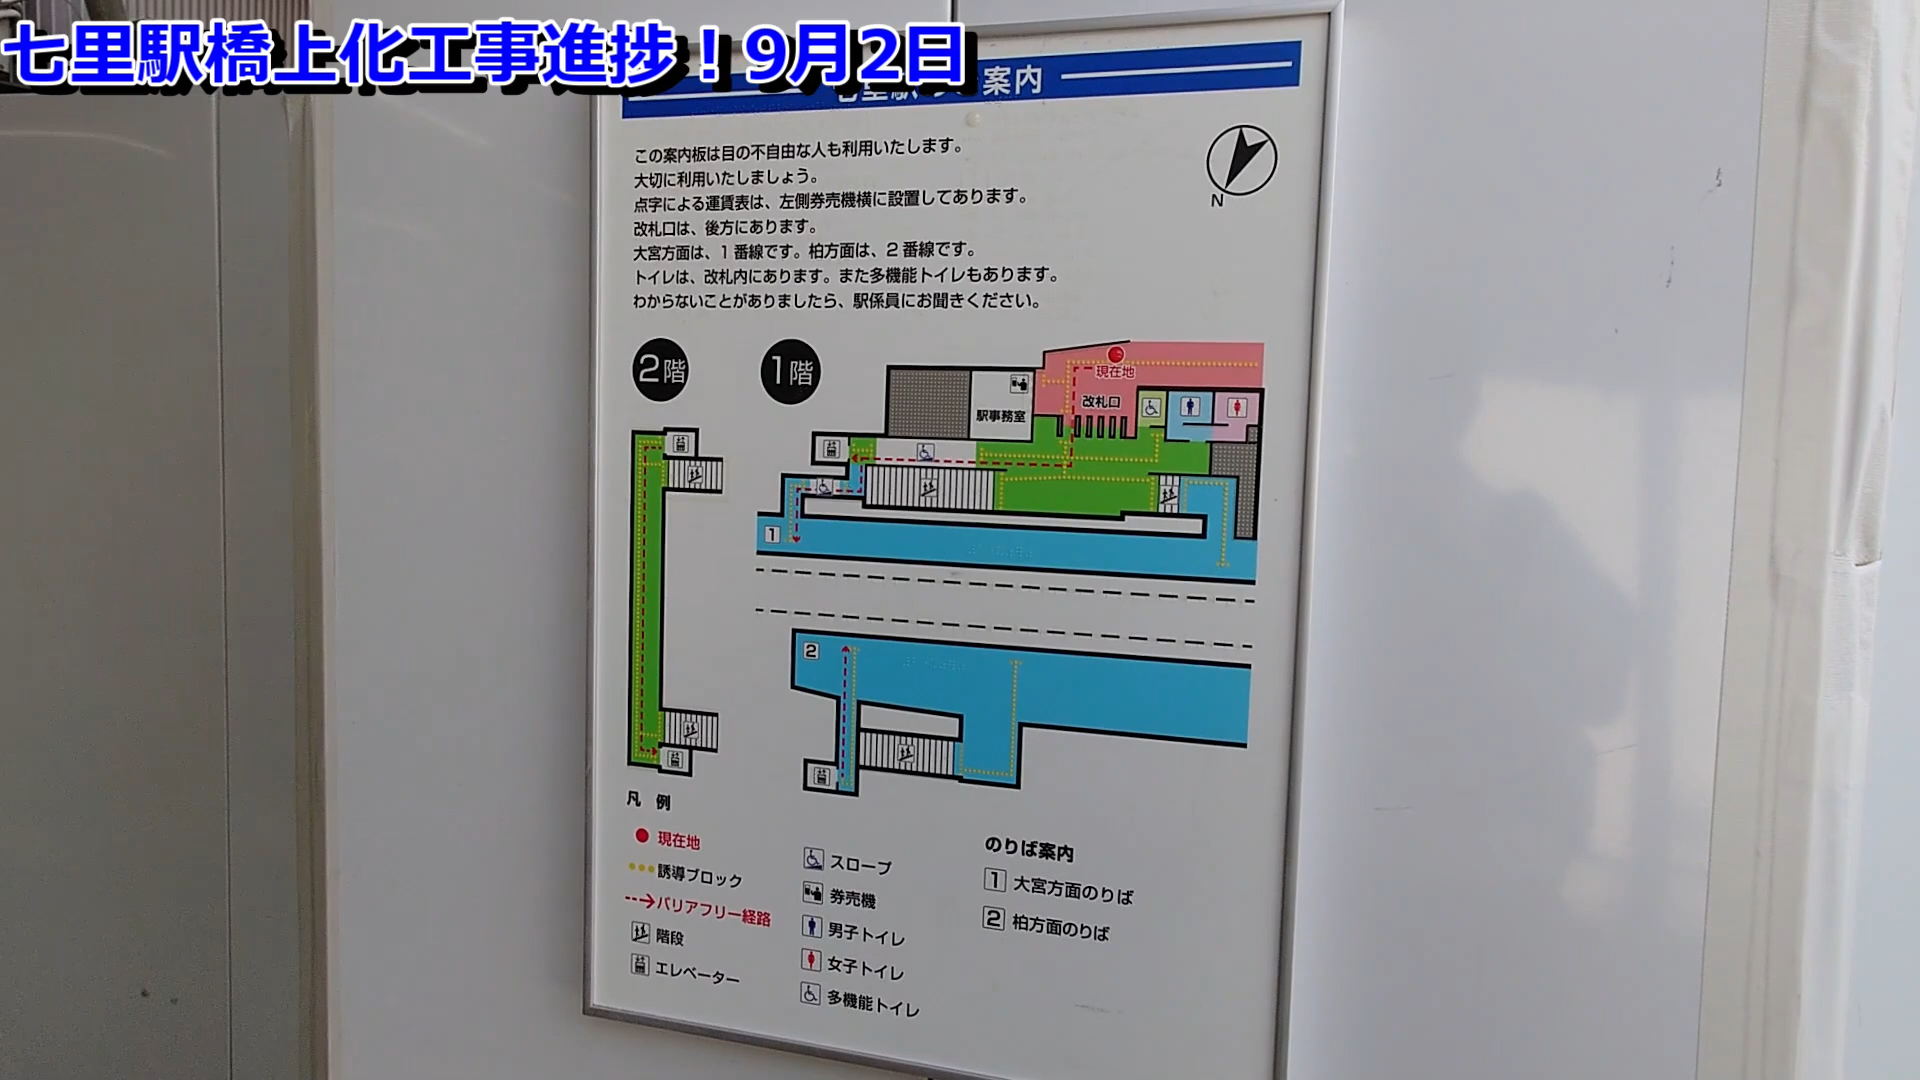 七里駅橋上化工事進捗！9月2日
案内
この案内板は目の不自由な人も利用いたします。
大切に利用いたしましょう。
点字による運賃表は、左側券売機横に設置してあります。
改札口は、後方にあります。
大宮方面は、1番線です。柏方面は、2番線です。
トイレは、改札内にあります。また多機能トイレもあります。
わからないことがありましたら、駅係員にお聞きください。
N
2階
1階
現在地
駅事務室
改札口
1
2
凡 例
現在地
誘導ブロック
バリアフリー経路
階段
エレベーター
スロープ
券売機
男子トイレ
女子トイレ
多機能トイレ
のりば案内
1 大宮方面のりば
2 柏方面のりば